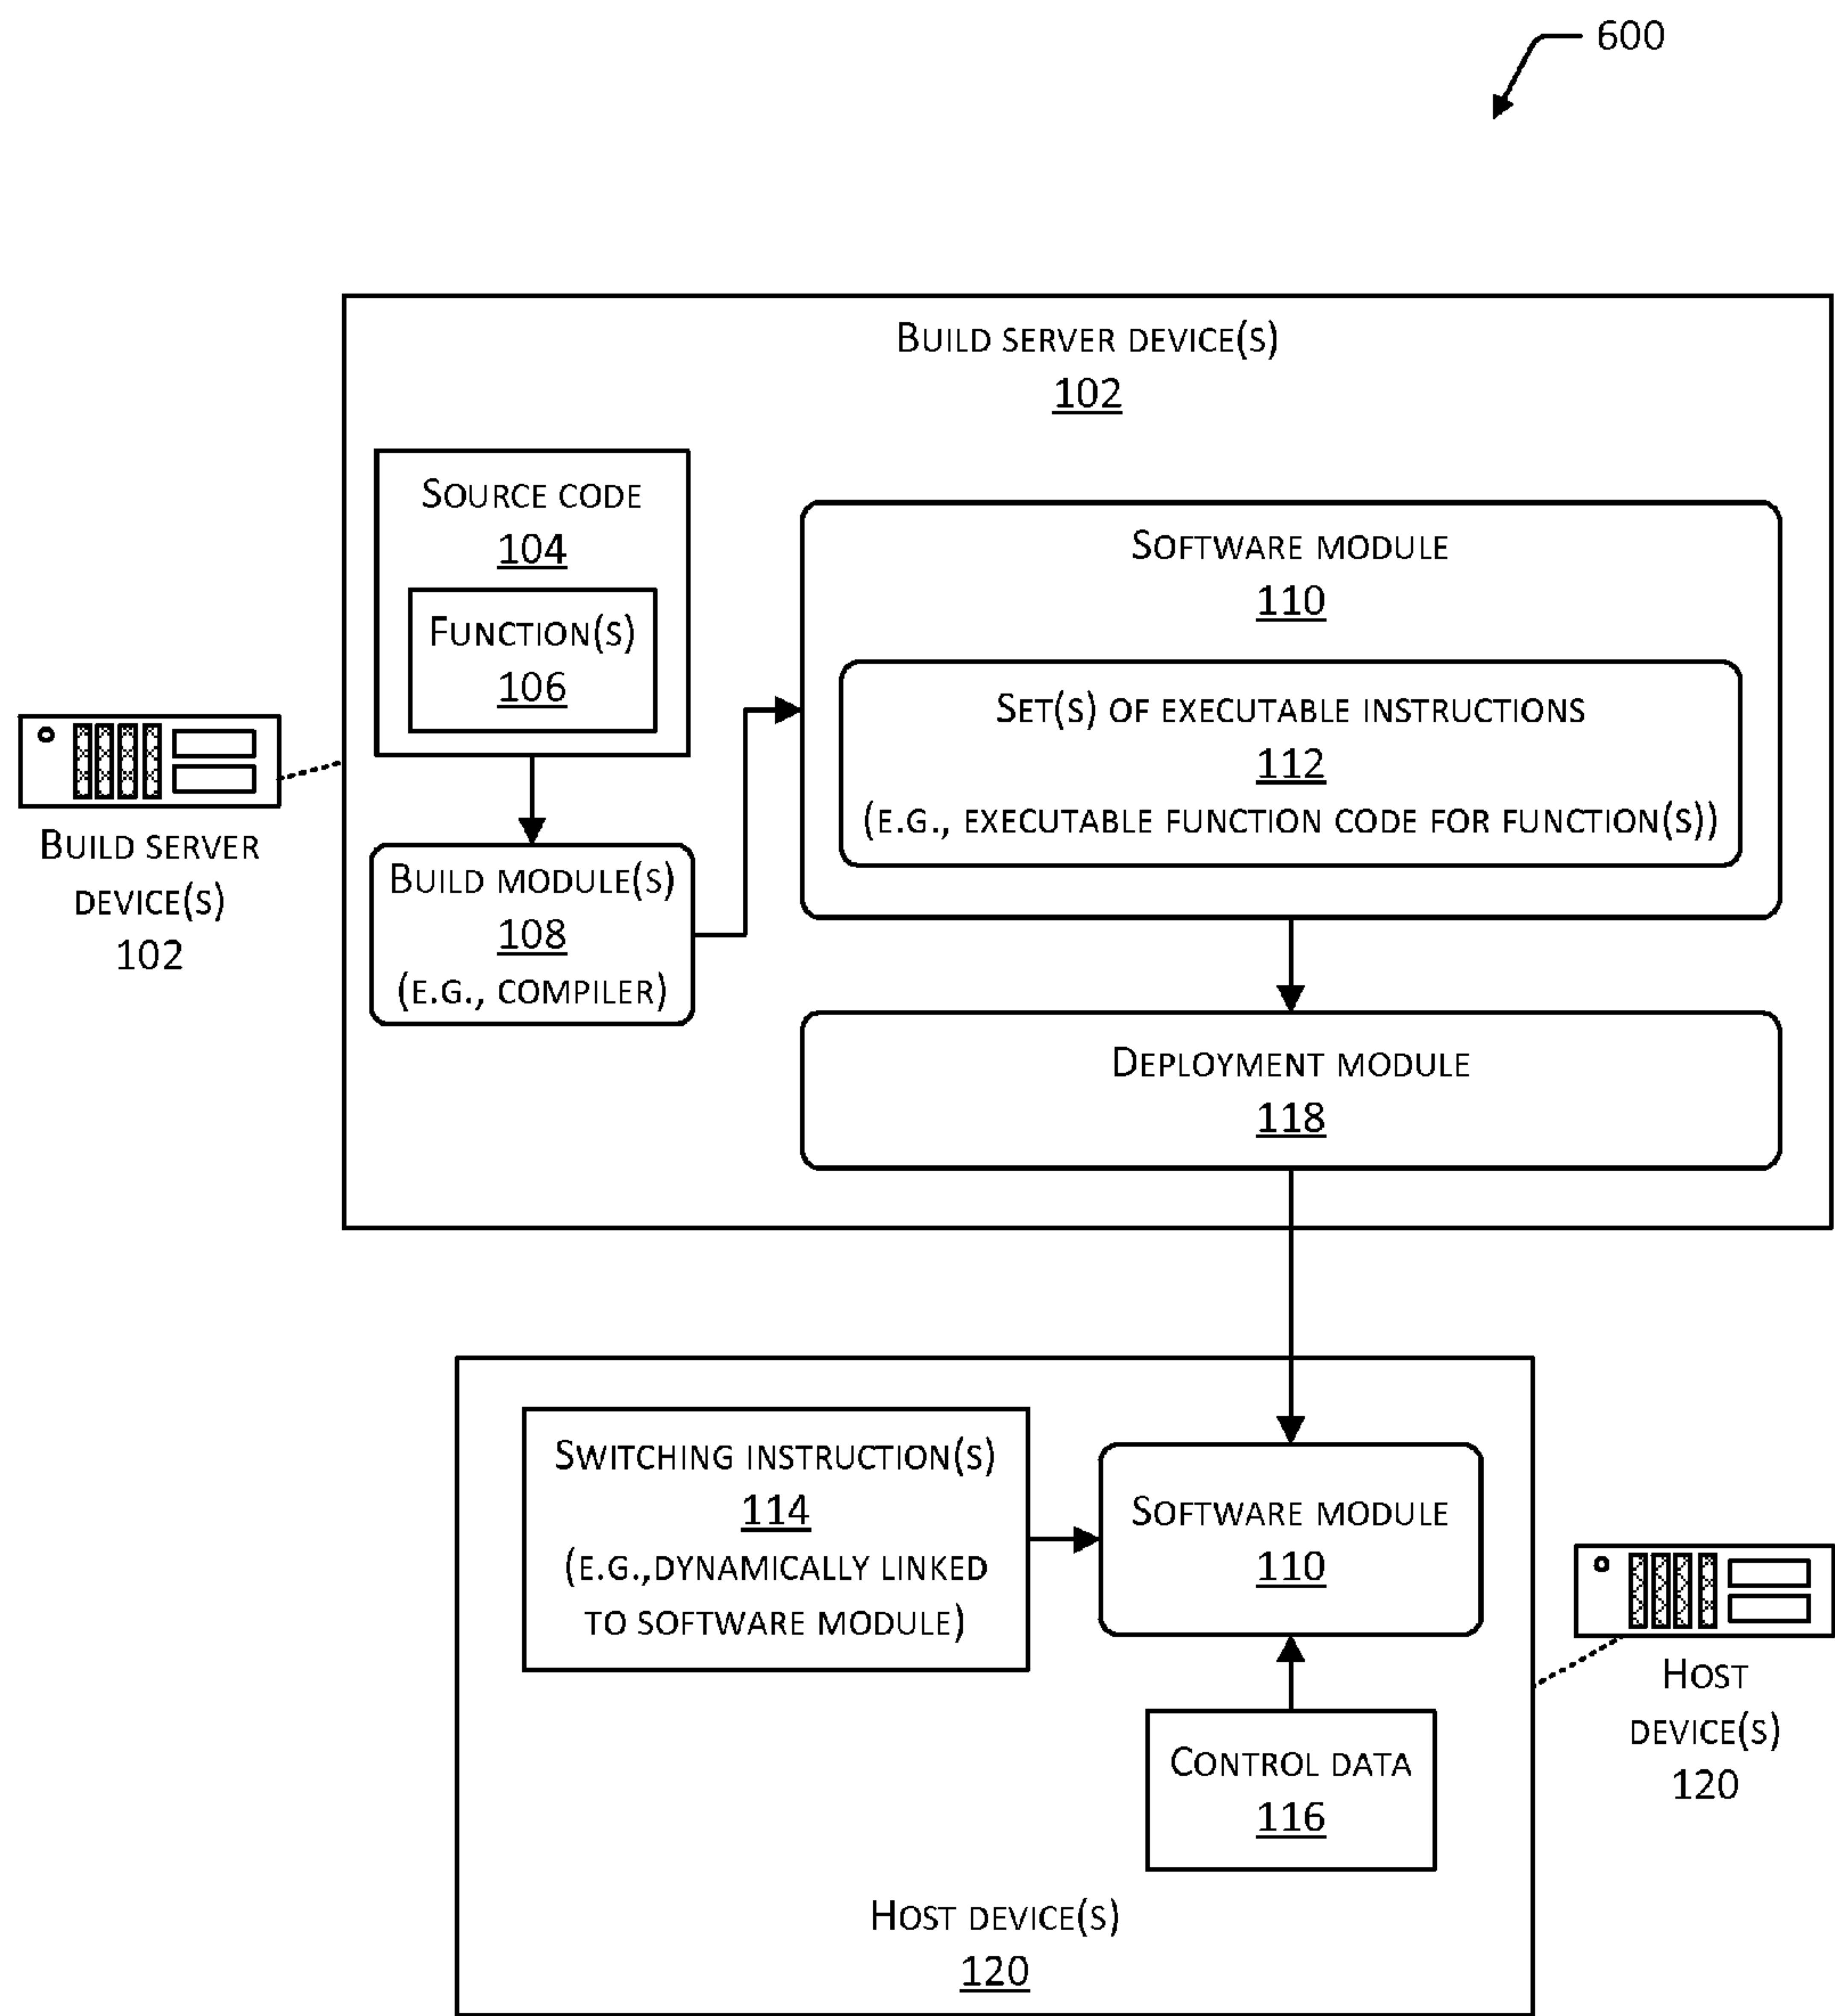 600
BUILD SERVER DEVICE(S)
102
SOURCE CODE
104
FUNCTION(S)
106
SOFTWARE MODULE
110
SET(S) OF EXECUTABLE INSTRUCTIONS
112
(E.G., EXECUTABLE FUNCTION CODE FOR FUNCTION(S))
BUILD SERVER
DEVICE(S)
102
BUILD MODULE(S)
108
(E.G., COMPILER)
DEPLOYMENT MODULE
118
SWITCHING INSTRUCTION(S)
114
(E.G.,DYNAMICALLY LINKED
TO SOFTWARE MODULE)
SOFTWARE MODULE
110
HOST
DEVICE(S)
120
CONTROL DATA
116
HOST DEVICE(S)
120